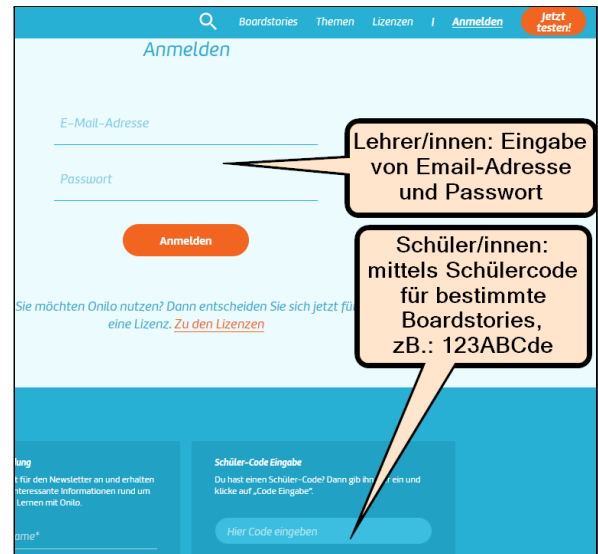 Boardstories Themen Lizenzen | Anmelden Jetzt testen!
Anmelden
E-Mail-Adresse
Passwort
Anmelden
Lehrer/innen: Eingabe
von Email-Adresse
und Passwort
Schüler/innen:
mittels Schülercode
für bestimmte
Boardstories,
zB.: 123ABCde
Sie möchten Onilo nutzen? Dann entscheiden Sie sich jetzt für
eine Lizenz. Zu den Lizenzen
für den Newsletter an und erhalten
nteressante Informationen rund um
Lernen mit Onilo.
ame*
Schüler-Code Eingabe
Du hast einen Schüler-Code? Dann gib ein und
klicke auf „Code Eingabe“.
Hier Code eingeben